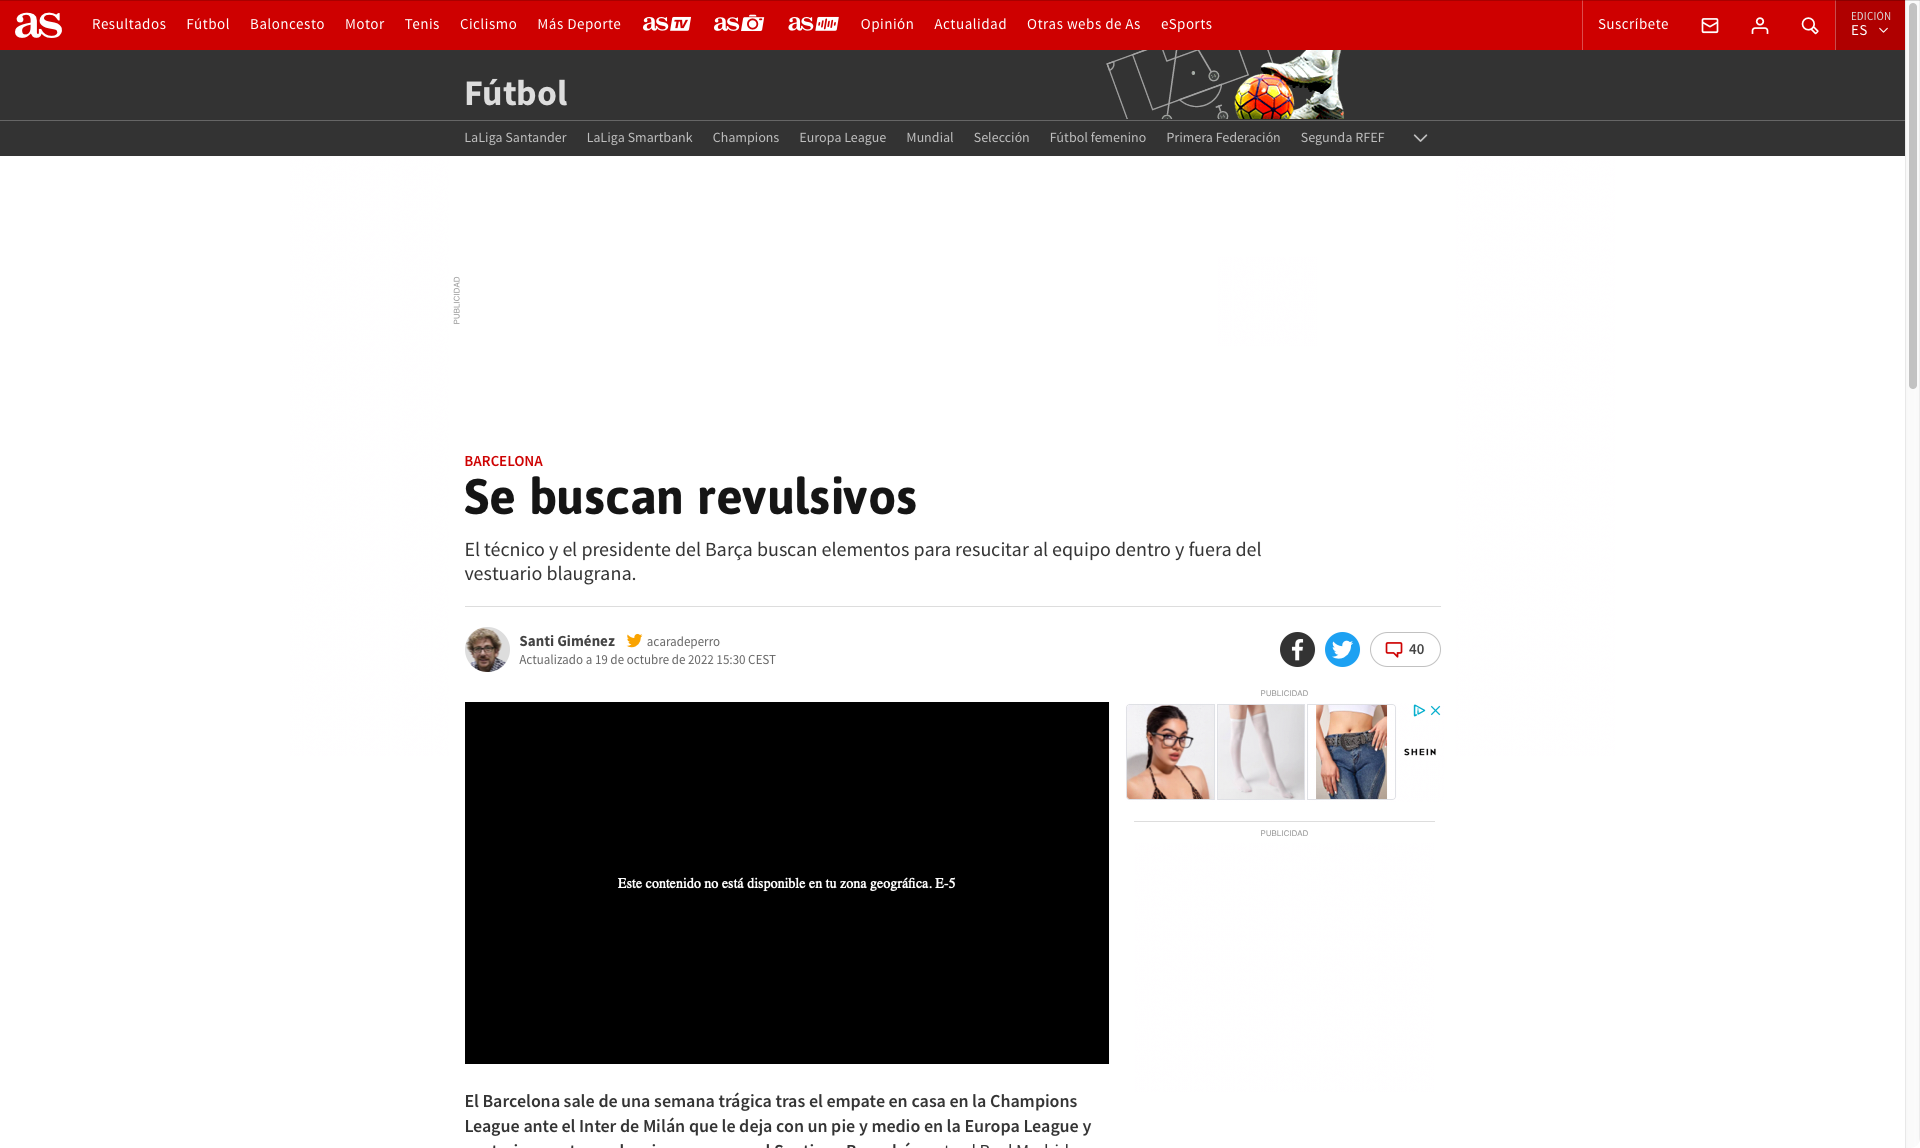 as
Resultados
Fútbol
Baloncesto
Motor
Tenis
Ciclismo
Más Deporte
as TV
as
as
Opinión
Actualidad
Otras webs de As
eSports
Suscríbete
EDICIÓN
ES
Fútbol
LaLiga Santander
LaLiga Smartbank
Champions
Europa League
Mundial
Selección
Fútbol femenino
Primera Federación
Segunda RFEF
PUBLICIDAD
BARCELONA
Se buscan revulsivos
El técnico y el presidente del Barça buscan elementos para resucitar al equipo dentro y fuera del
vestuario blaugrana.
Santi Giménez
acaradeperro
Actualizado a 19 de octubre de 2022 15:30 CEST
40
PUBLICIDAD
SHEIN
PUBLICIDAD
Este contenido no está disponible en tu zona geográfica. E-5
El Barcelona sale de una semana trágica tras el empate en casa en la Champions
League ante el Inter de Milán que le deja con un pie y medio en la Europa League y